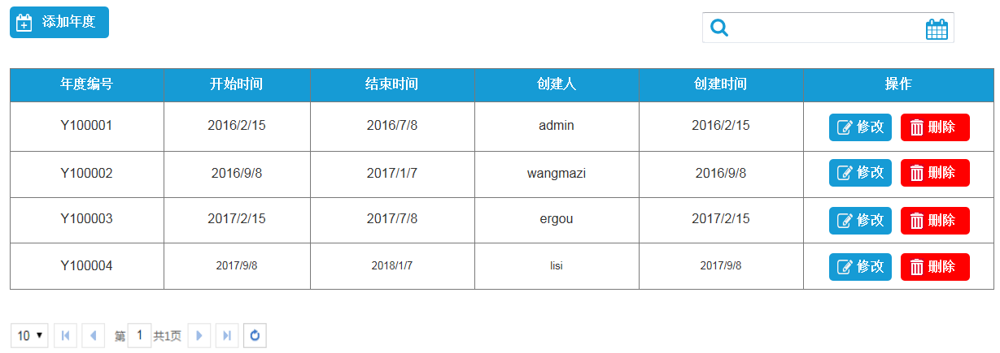 添加年度
年度编号 开始时间 结束时间 创建人 创建时间 操作
Y100001 2016/2/15 2016/7/8 admin 2016/2/15 修改 删除
Y100002 2016/9/8 2017/1/7 wangmazi 2016/9/8 修改 删除
Y100003 2017/2/15 2017/7/8 ergou 2017/2/15 修改 删除
Y100004 2017/9/8 2018/1/7 lisi 2017/9/8 修改 删除
10 第 1 共1页